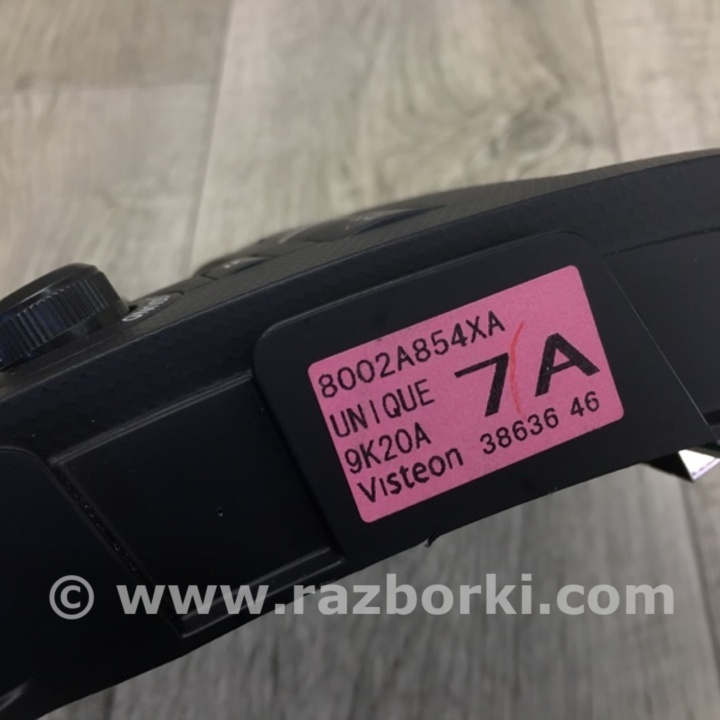 8002A854XA
UNIQUE 7A
9K20A
Visteon 38636 46
© www.razborki.com